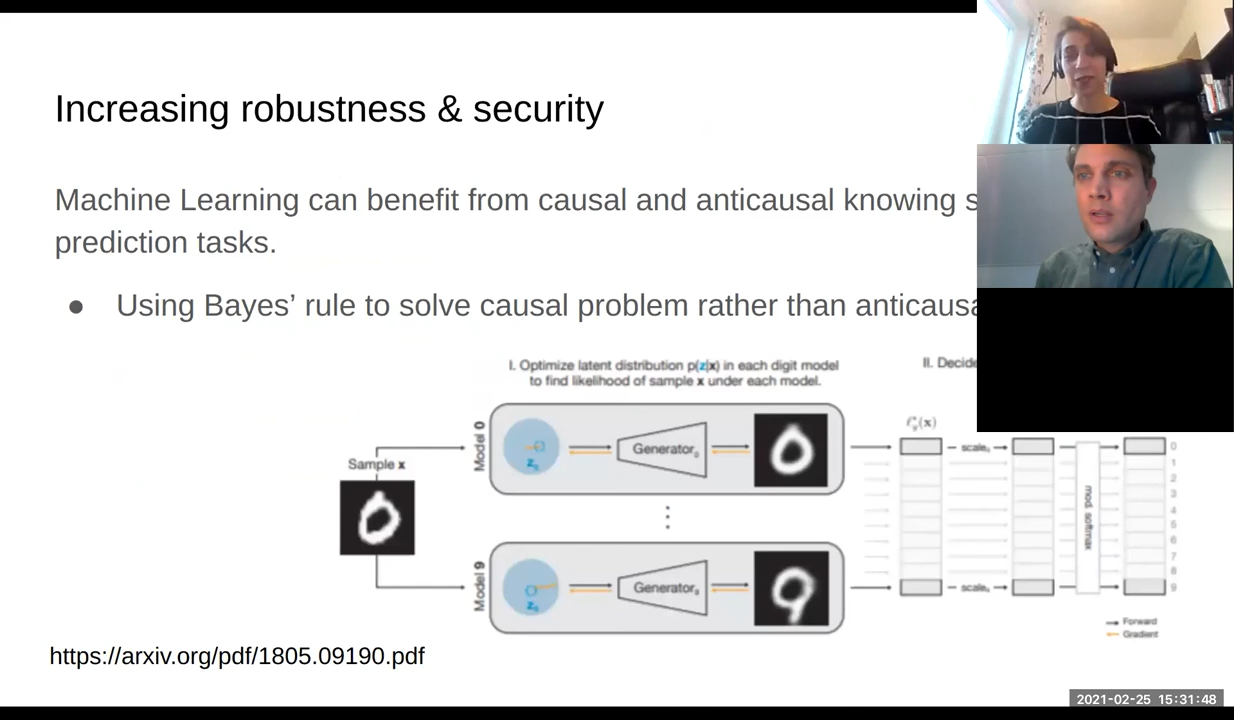 Increasing robustness & security
Machine Learning can benefit from causal and anticausal knowing
prediction tasks.
● Using Bayes’ rule to solve causal problem rather than
I. Optimize latent distribution p(z|x) in each digit model
to find likelihood of sample x under each model.
II. Decide
Sample x
Model 0
Generator
Model 9
Generator
scale
scale
mod. softmax
0
1
2
3
4
5
6
7
8
9
Forward
Gradient
https://arxiv.org/pdf/1805.09190.pdf
2021-02-25 15:31:48